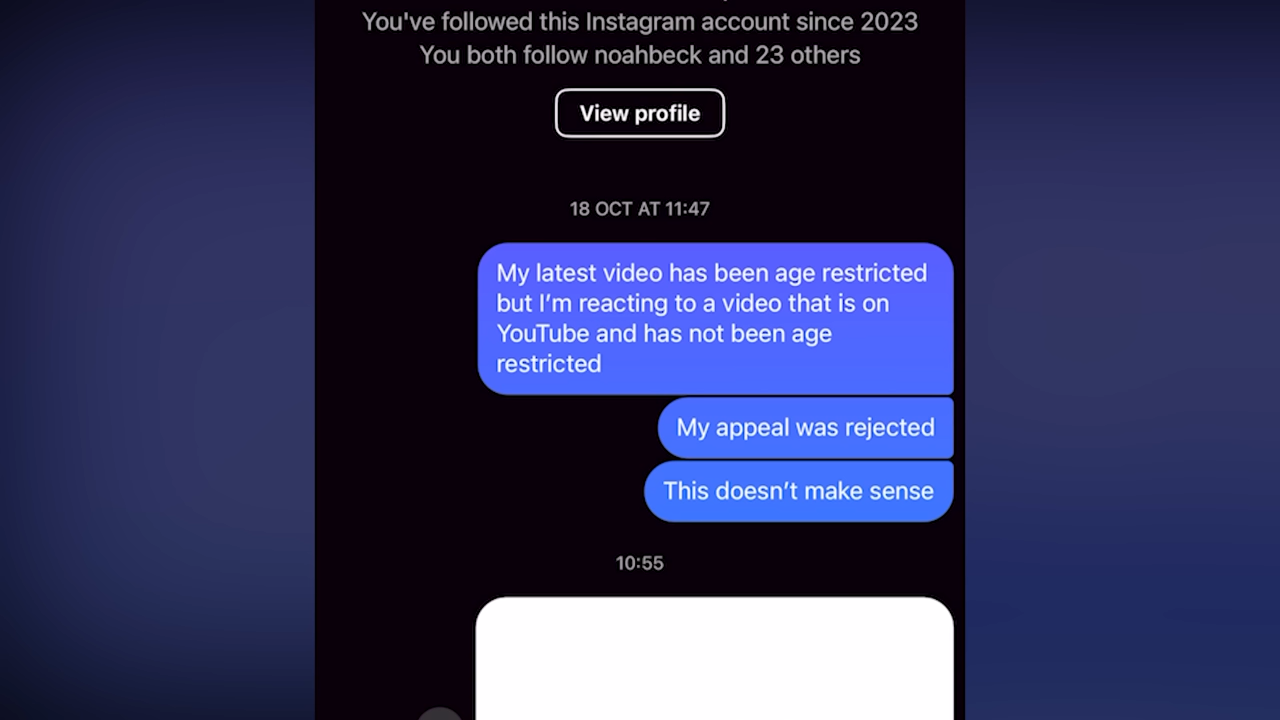 You've followed this Instagram account since 2023
You both follow noahbeck and 23 others
View profile
18 OCT AT 11:47
My latest video has been age restricted
but I’m reacting to a video that is on
YouTube and has not been age
restricted
My appeal was rejected
This doesn’t make sense
10:55